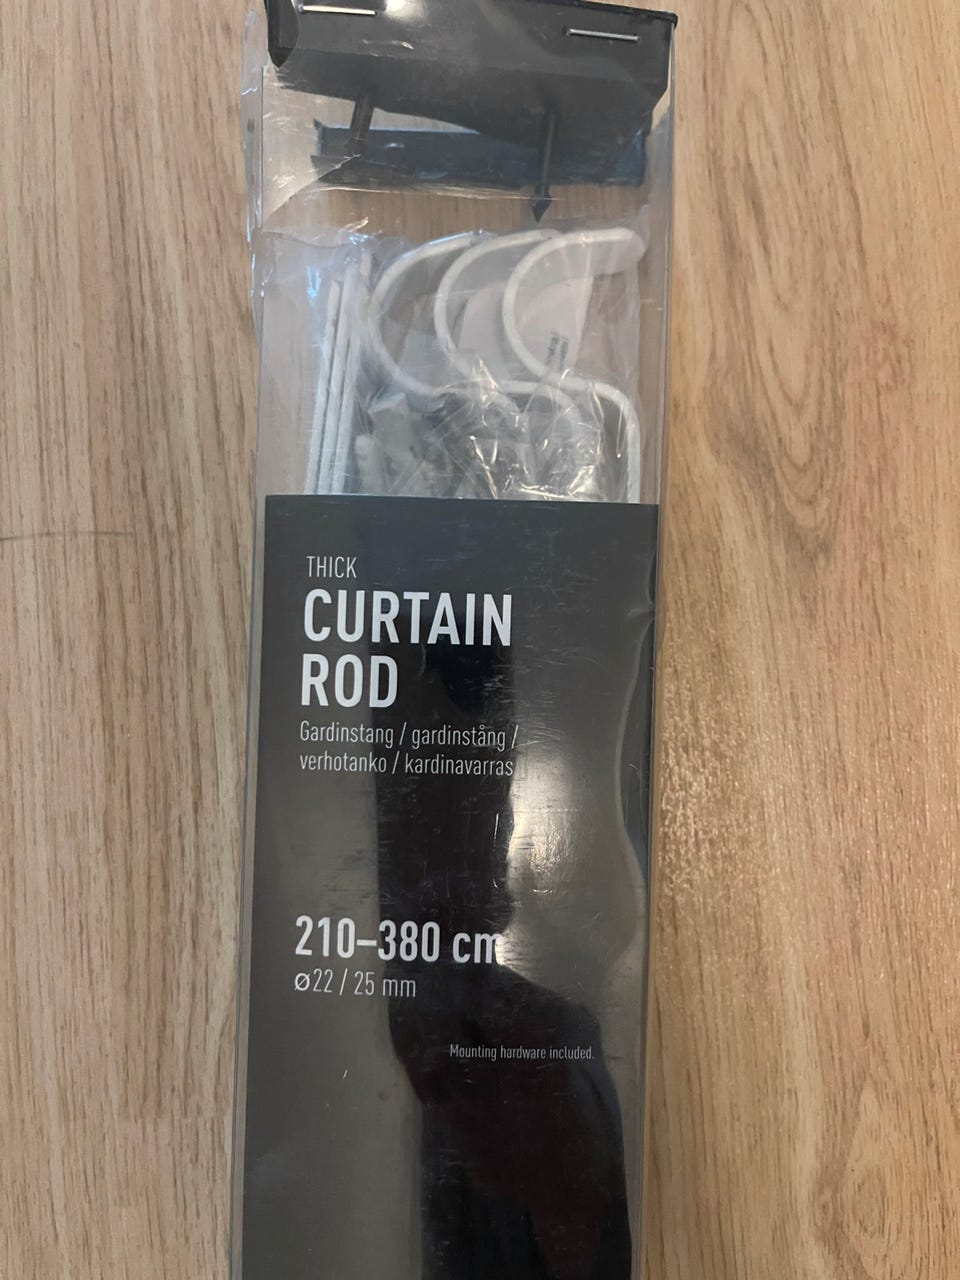 THICK
CURTAIN
ROD
Gardinstang / gardinstång /
verhotanko / kardinavarras
210–380 cm
ø22 / 25 mm
Mounting hardware included.